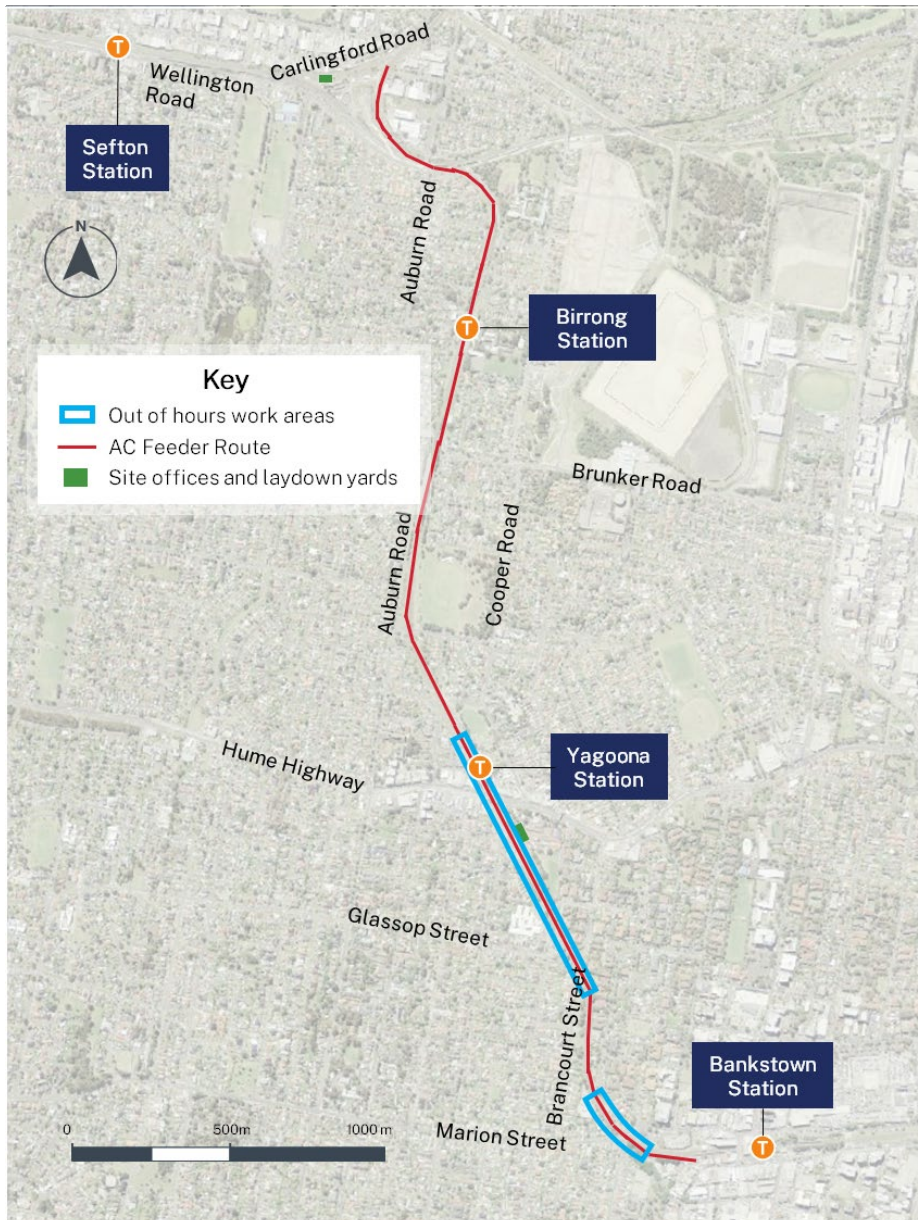 Carlingford Road
T
Wellington
Road
Sefton
Station
N
Auburn Road
T
Birrong
Station
Key
Out of hours work areas
AC Feeder Route
Site offices and laydown yards
Brunker Road
Auburn Road
Cooper Road
Hume Highway
T
Yagoona
Station
Glassop Street
Brancourt Street
Bankstown
Station
Marion Street
T
0 500m 1000 m